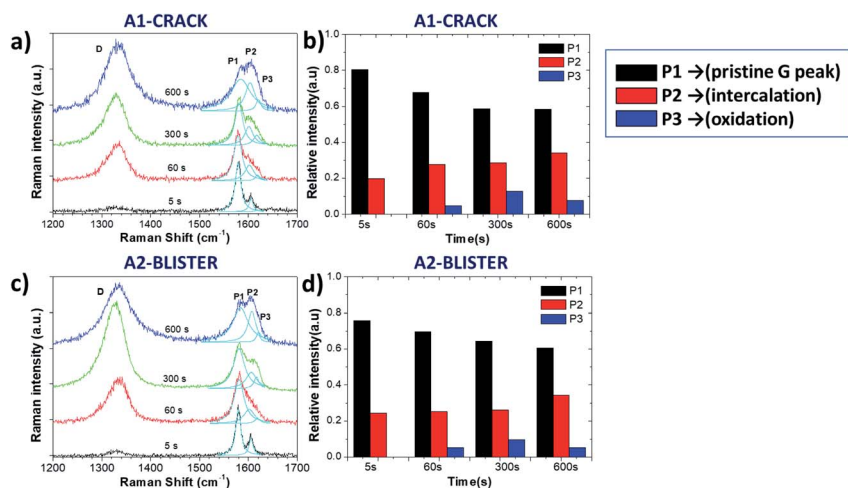 A1-CRACK
a)
D
P1
P2
P3
600 s
300 s
60 s
5 s
Raman intensity (a.u.)
1200 1300 1400 1500 1600 1700
Raman Shift (cm⁻¹)
A1-CRACK
b)
P1
P2
P3
1.0
0.8
0.6
0.4
0.2
0.0
Relative intensity(a.u)
5s 60s 300s 600s
Time(s)
P1 →(pristine G peak)
P2 →(intercalation)
P3 →(oxidation)
A2-BLISTER
c)
D
P1
P2
P3
600 s
300 s
60 s
5 s
Raman intensity (a.u.)
1200 1300 1400 1500 1600 1700
Raman Shift (cm⁻¹)
A2-BLISTER
d)
P1
P2
P3
1.0
0.8
0.6
0.4
0.2
0.0
Relative intensity(a.u)
5s 60s 300s 600s
Time(s)